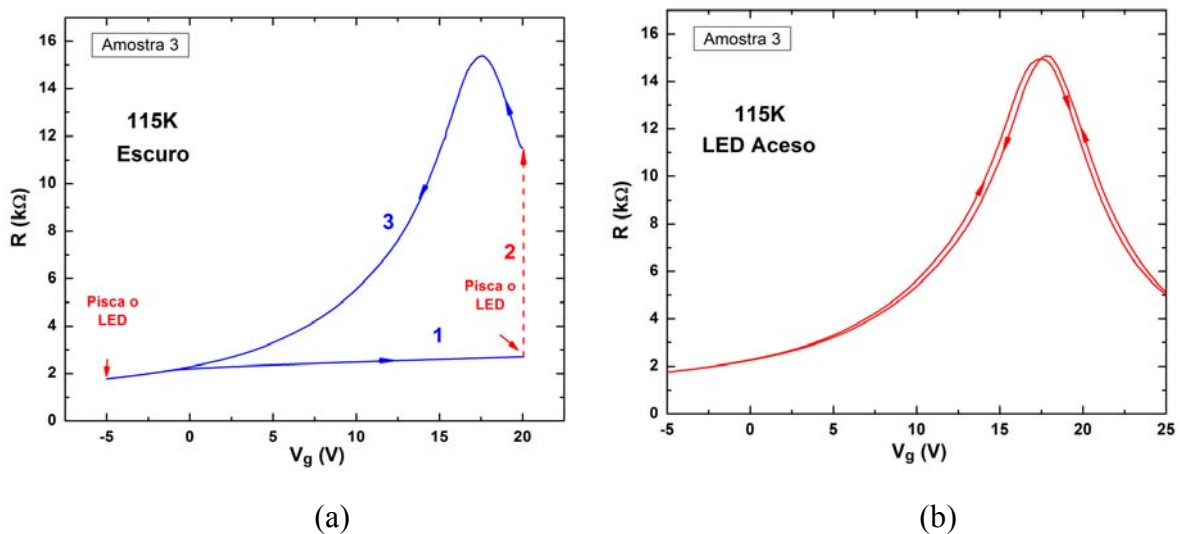 Amostra 3
115K
Escuro
Pisca o
LED
3
1
2
Pisca o
LED
R (kΩ)
16
14
12
10
8
6
4
2
0
-5 0 5 10 15 20
Vg (V)
(a)
Amostra 3
115K
LED Aceso
R (kΩ)
16
14
12
10
8
6
4
2
0
-5 0 5 10 15 20 25
Vg (V)
(b)